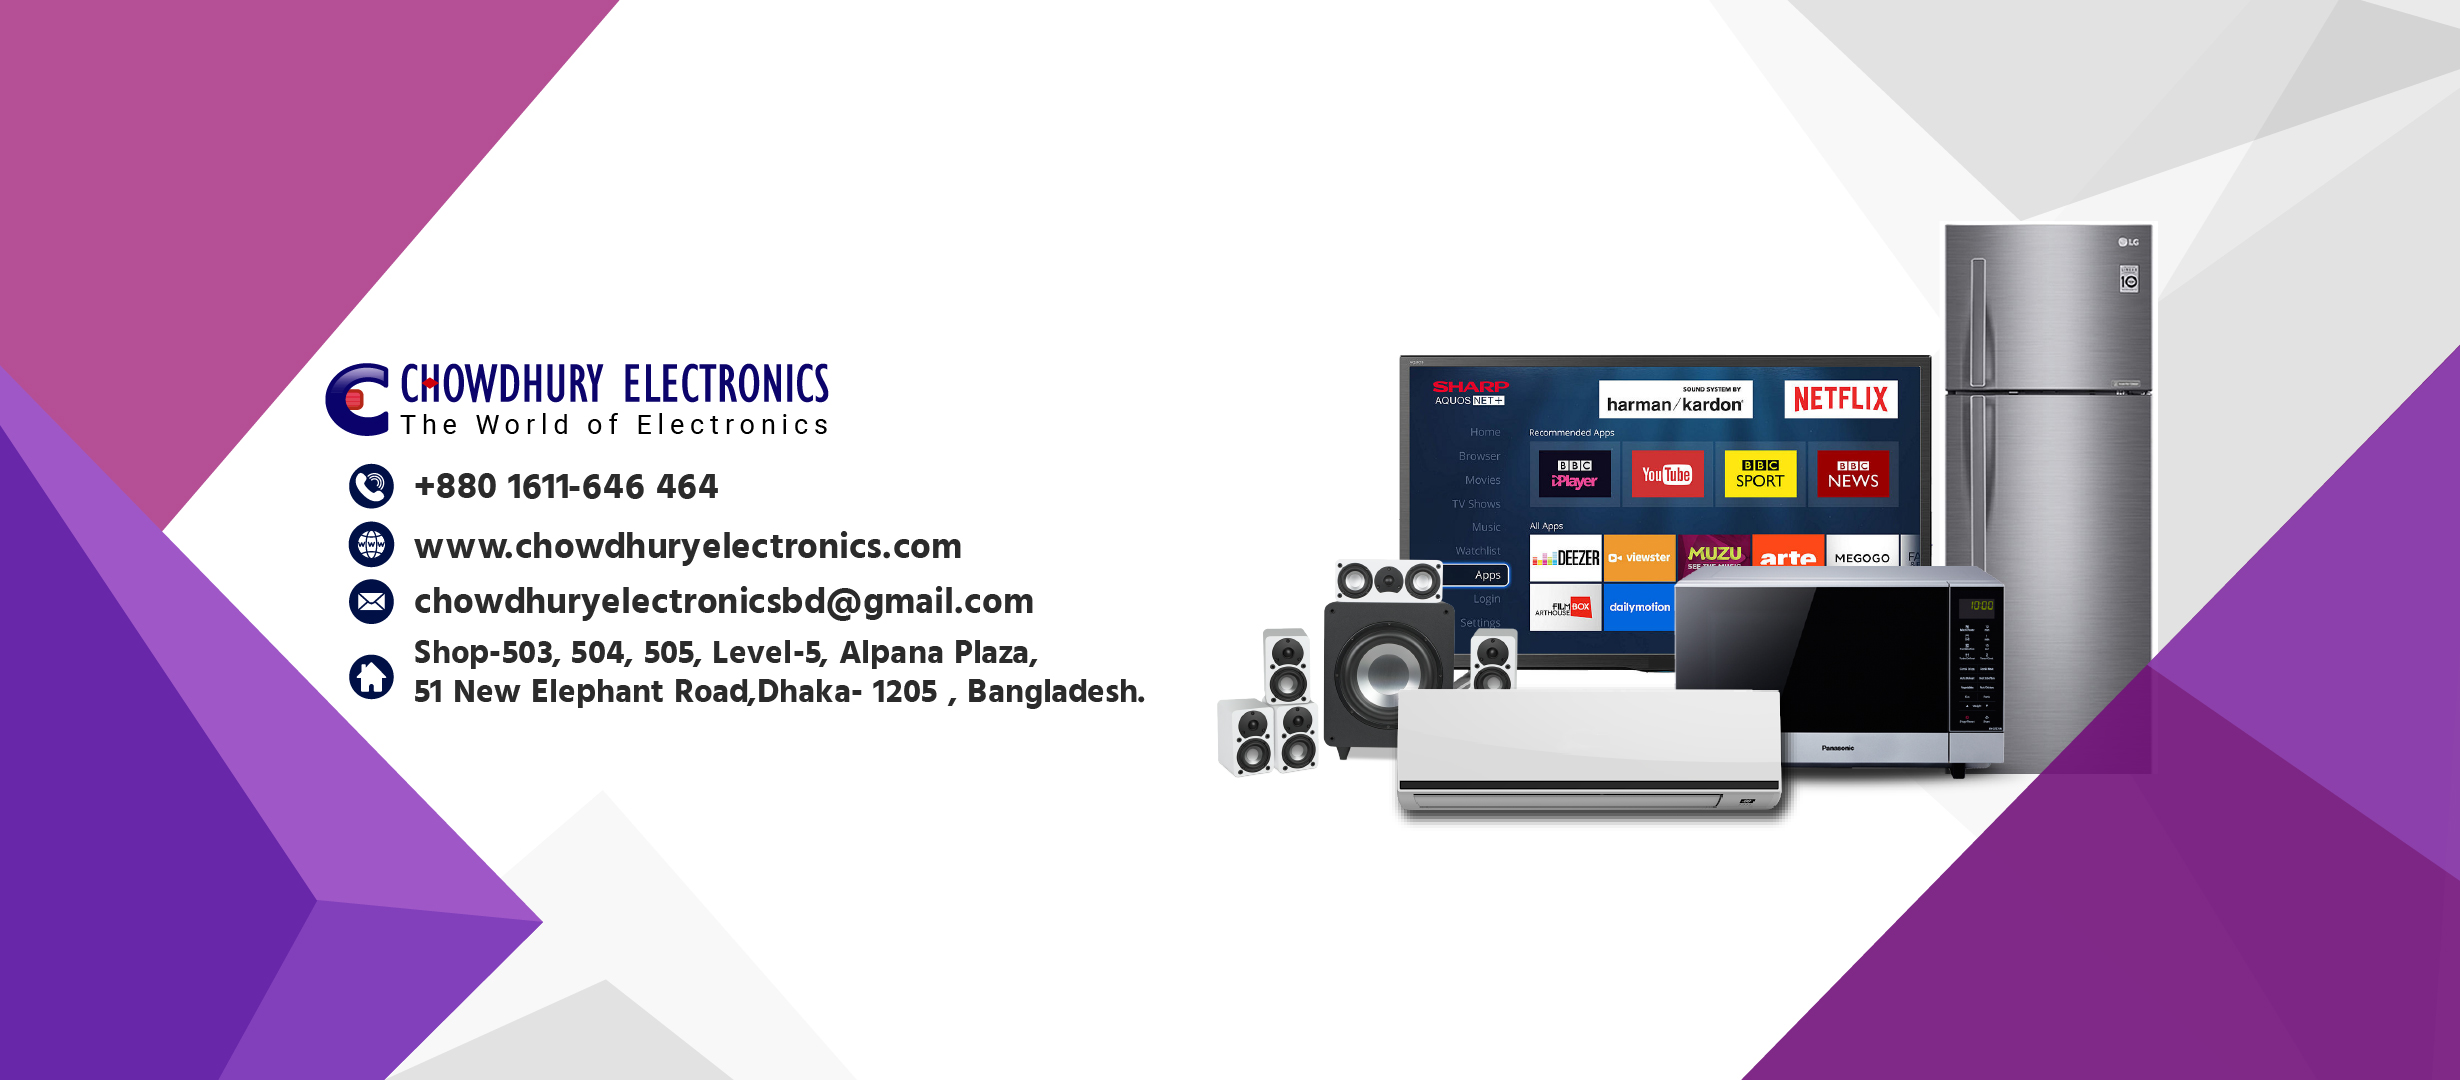 CHOWDHURY ELECTRONICS
The World of Electronics
+880 1611-646 464
www.chowdhuryelectronics.com
chowdhuryelectronicsbd@gmail.com
Shop-503, 504, 505, Level-5, Alpana Plaza,
51 New Elephant Road,Dhaka- 1205 , Bangladesh.
SHARP
AQUOS NET+
SOUND SYSTEM BY
harman/kardon
NETFLIX
Home
Browser
Movies
TV Shows
Music
Watchlist
Apps
Login
Settings
Recommended Apps
BBC iPlayer
YouTube
BBC SPORT
BBC NEWS
All Apps
DEEZER
viewster
MUZU
arte
MEGOGO
FILM BOX
ARTHOUSE
dailymotion
LG
10
10:00
Panasonic